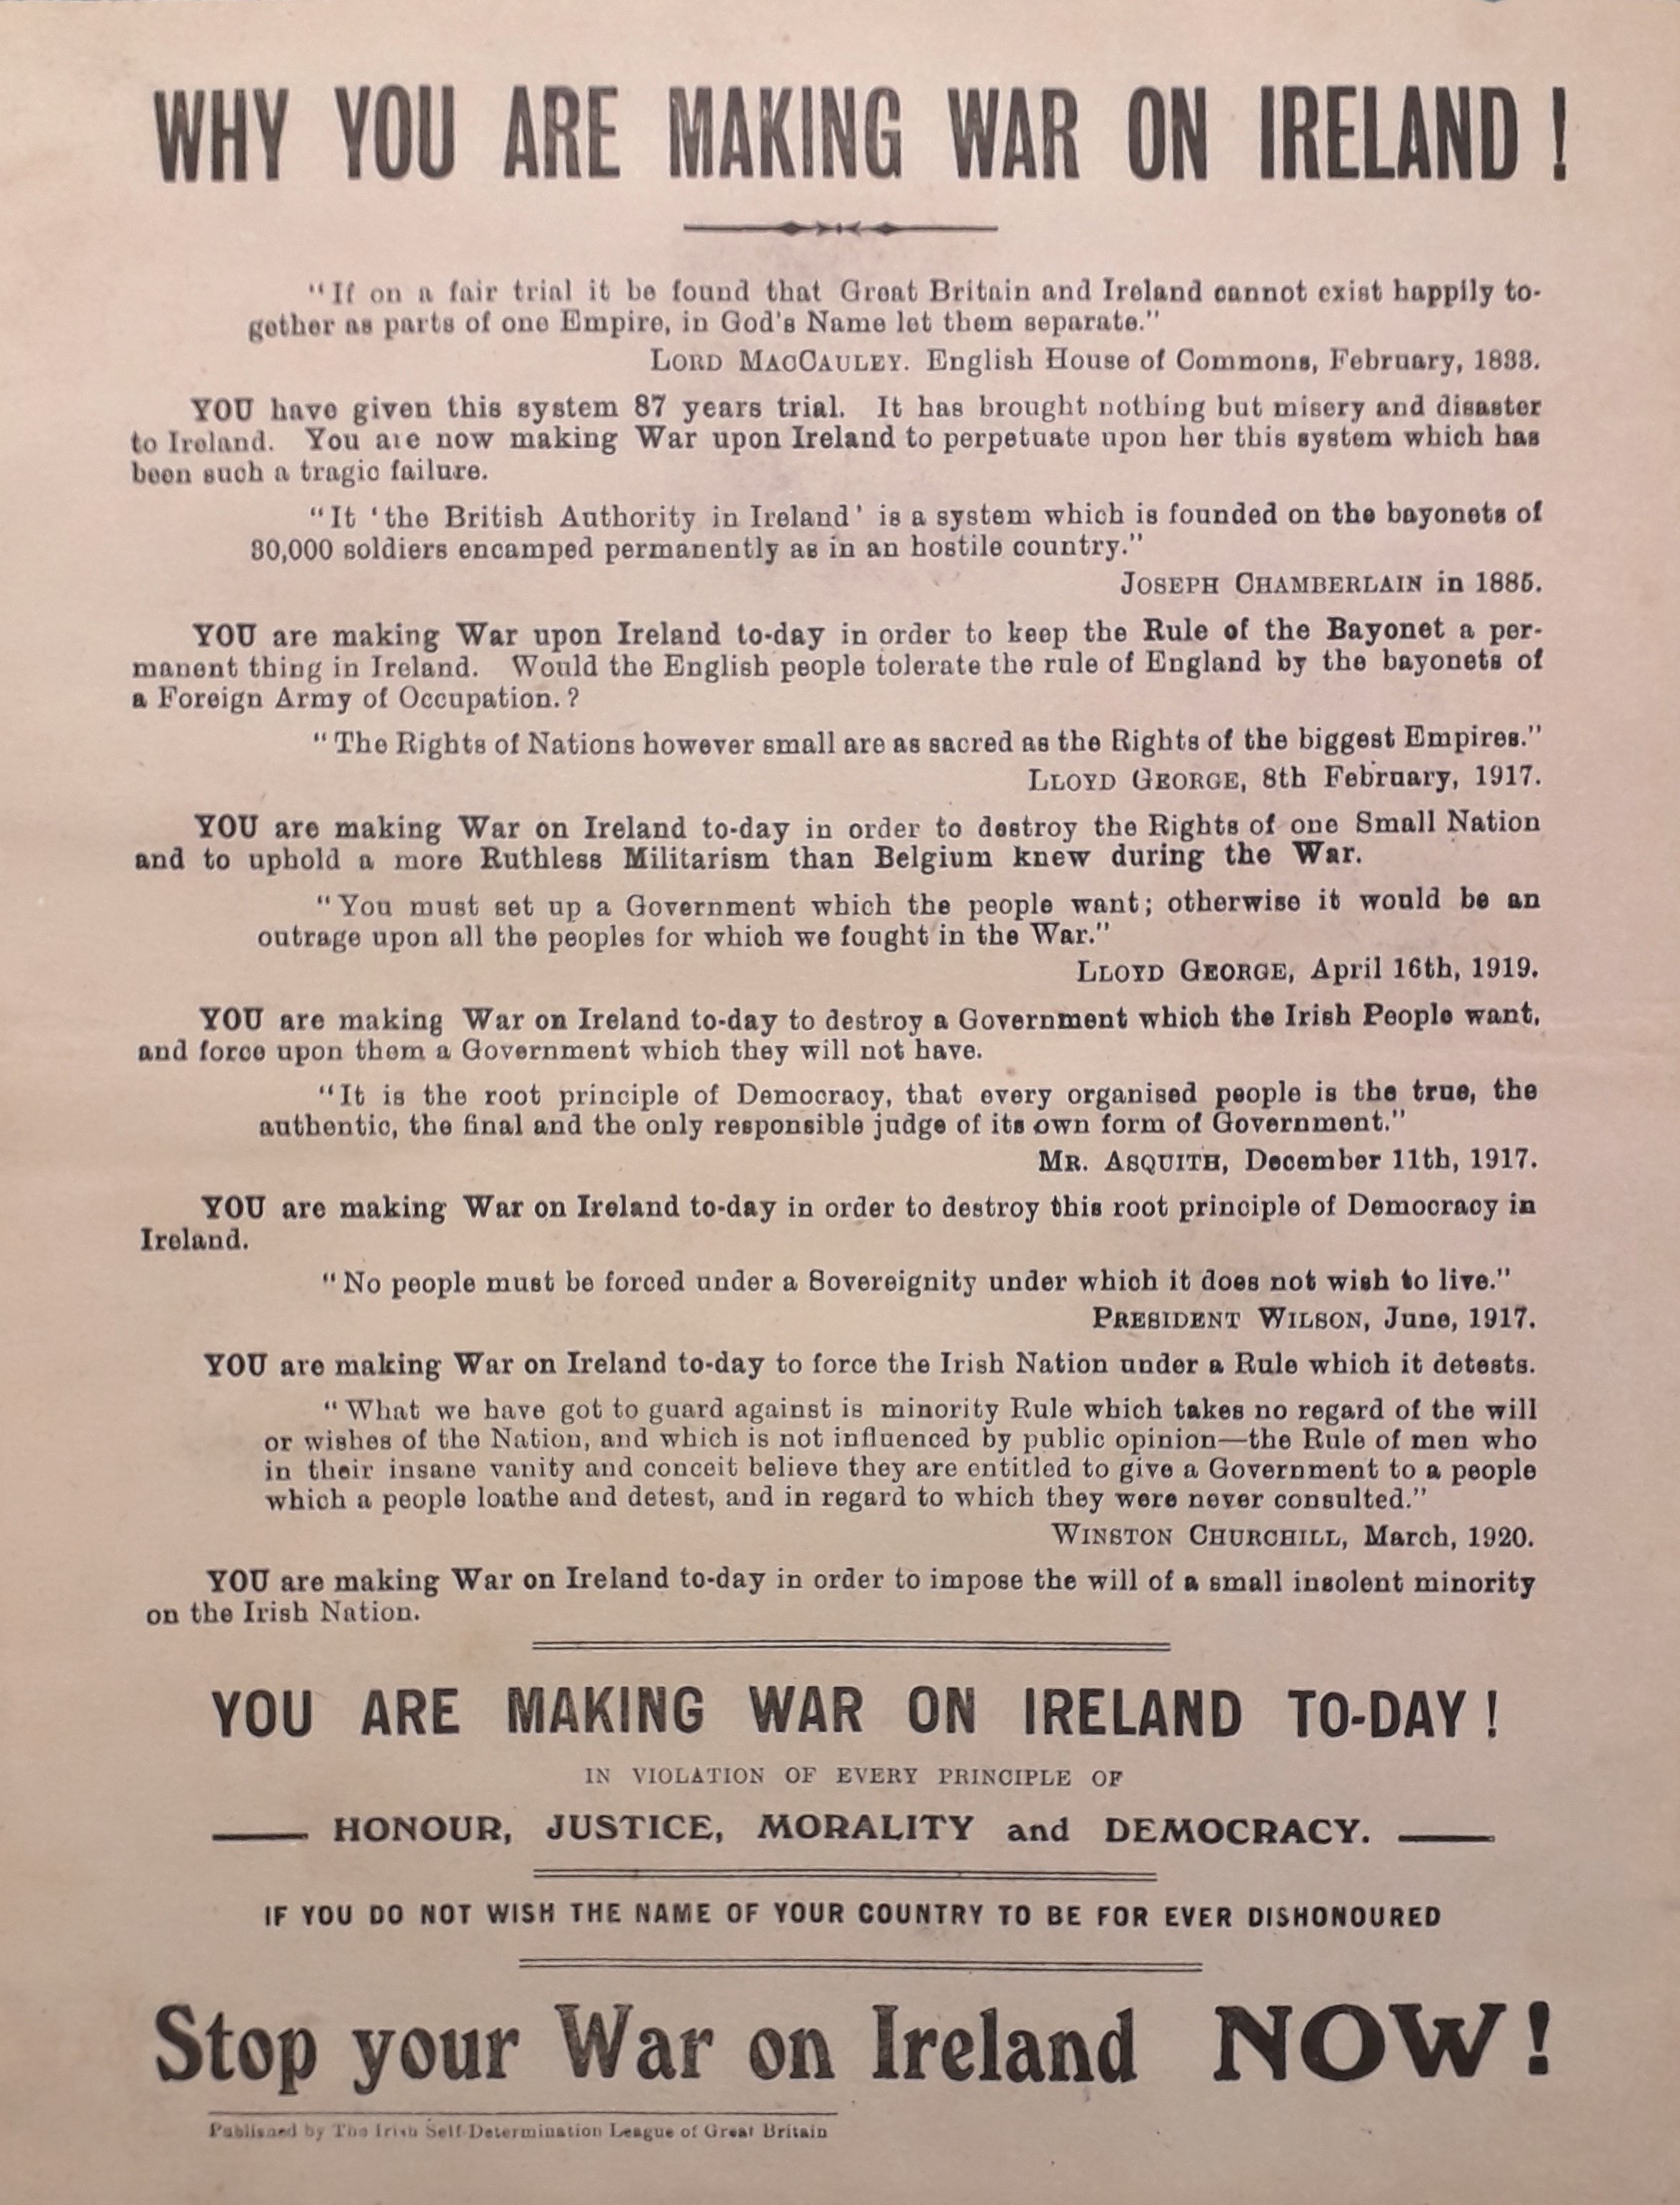 WHY YOU ARE MAKING WAR ON IRELAND !
"If on a fair trial it be found that Great Britain and Ireland cannot exist happily to-
gether as parts of one Empire, in God's Name let them separate."
LORD MACCAULEY. English House of Commons, February, 1833.
YOU have given this system 87 years trial. It has brought nothing but misery and disaster
to Ireland. You are now making War upon Ireland to perpetuate upon her this system which has
been such a tragic failure.
"It 'the British Authority in Ireland' is a system which is founded on the bayonets of
30,000 soldiers encamped permanently as in an hostile country."
JOSEPH CHAMBERLAIN in 1885.
YOU are making War upon Ireland to-day in order to keep the Rule of the Bayonet a per-
manent thing in Ireland. Would the English people tolerate the rule of England by the bayonets of
a Foreign Army of Occupation.?
"The Rights of Nations however small are as sacred as the Rights of the biggest Empires."
LLOYD GEORGE, 8th February, 1917.
YOU are making War on Ireland to-day in order to destroy the Rights of one Small Nation
and to uphold a more Ruthless Militarism than Belgium knew during the War.
"You must set up a Government which the people want; otherwise it would be an
outrage upon all the peoples for which we fought in the War."
LLOYD GEORGE, April 16th, 1919.
YOU are making War on Ireland to-day to destroy a Government which the Irish People want,
and force upon them a Government which they will not have.
"It is the root principle of Democracy, that every organised people is the true, the
authentic, the final and the only responsible judge of its own form of Government."
MR. ASQUITH, December 11th, 1917.
YOU are making War on Ireland to-day in order to destroy this root principle of Democracy in
Ireland.
"No people must be forced under a Sovereignity under which it does not wish to live."
PRESIDENT WILSON, June, 1917.
YOU are making War on Ireland to-day to force the Irish Nation under a Rule which it detests.
"What we have got to guard against is minority Rule which takes no regard of the will
or wishes of the Nation, and which is not influenced by public opinion—the Rule of men who
in their insane vanity and conceit believe they are entitled to give a Government to a people
which a people loathe and detest, and in regard to which they were never consulted."
WINSTON CHURCHILL, March, 1920.
YOU are making War on Ireland to-day in order to impose the will of a small insolent minority
on the Irish Nation.
YOU ARE MAKING WAR ON IRELAND TO-DAY !
IN VIOLATION OF EVERY PRINCIPLE OF
HONOUR, JUSTICE, MORALITY and DEMOCRACY.
IF YOU DO NOT WISH THE NAME OF YOUR COUNTRY TO BE FOR EVER DISHONOURED
Stop your War on Ireland NOW !
Published by The Irish Self-Determination League of Great Britain